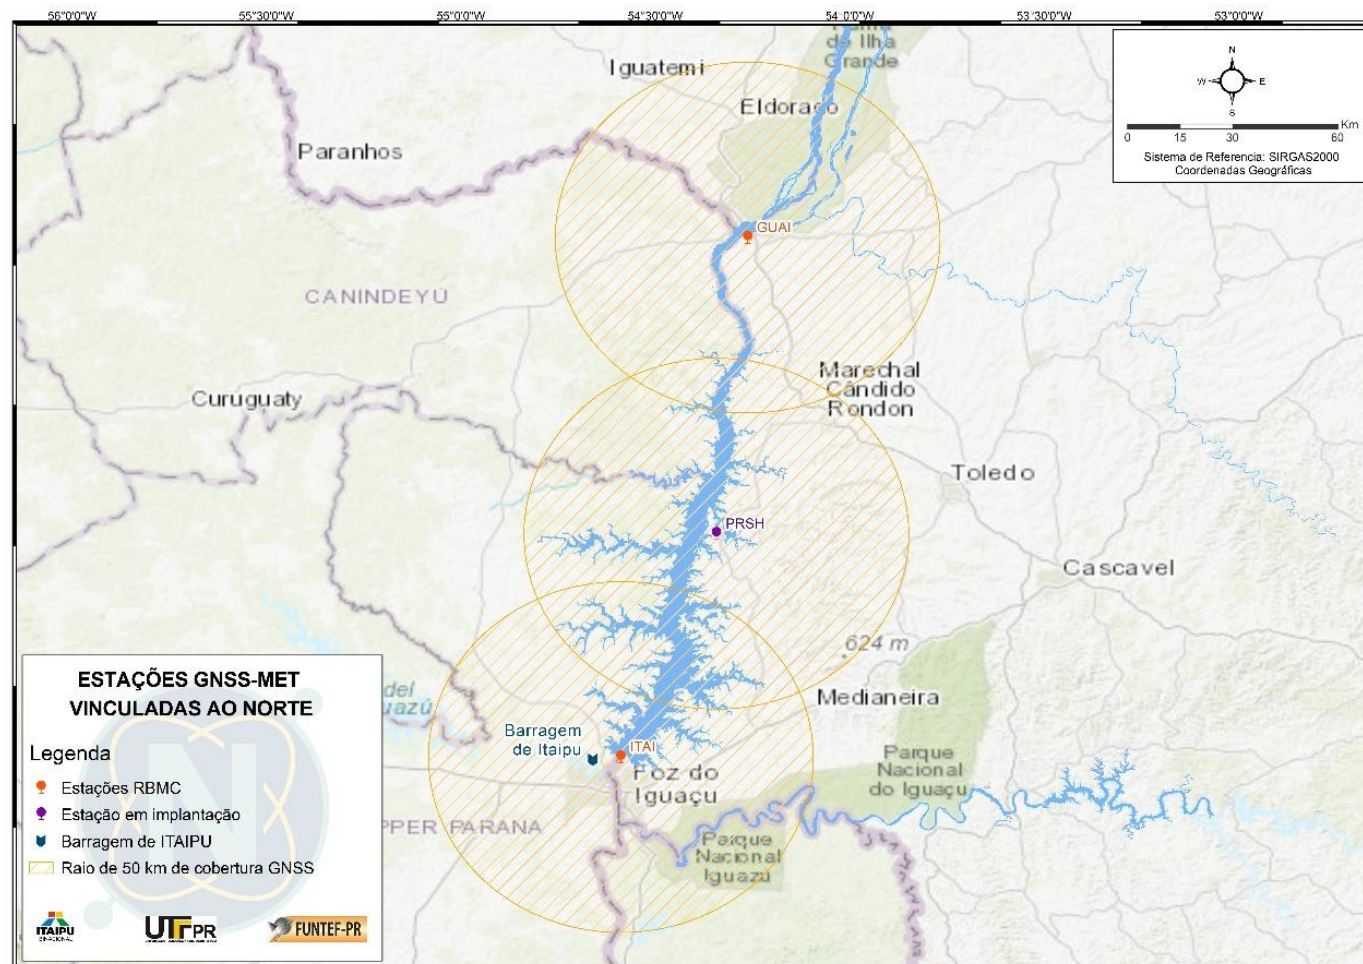 56°0'0"W
55°30'0"W
55°0'0"W
54°30'0"W
54°0'0"W
53°30'0"W
53°0'0"W
de Ilha
Grande
Iguatemi
Eldorado
Paranhos
N
W
E
S
0
15
30
60
Km
Sistema de Referencia: SIRGAS2000
Coordenadas Geográficas
GUAI
CANINDEYÚ
Marechal
Cândido
Rondon
Curuguaty
Toledo
PRSH
Cascavel
624 m
Medianeira
Barragem
de Itaipu
ITAI
Foz do
Iguaçu
Parque
Nacional
do Iguaçu
PPER PARANA
Parque
Nacional
Iguazú
del
uazú
ESTAÇÕES GNSS-MET
VINCULADAS AO NORTE
Legenda
Estações RBMC
Estação em implantação
Barragem de ITAIPU
Raio de 50 km de cobertura GNSS
ITAIPU
BINACIONAL
UTFPR
FUNTEF-PR